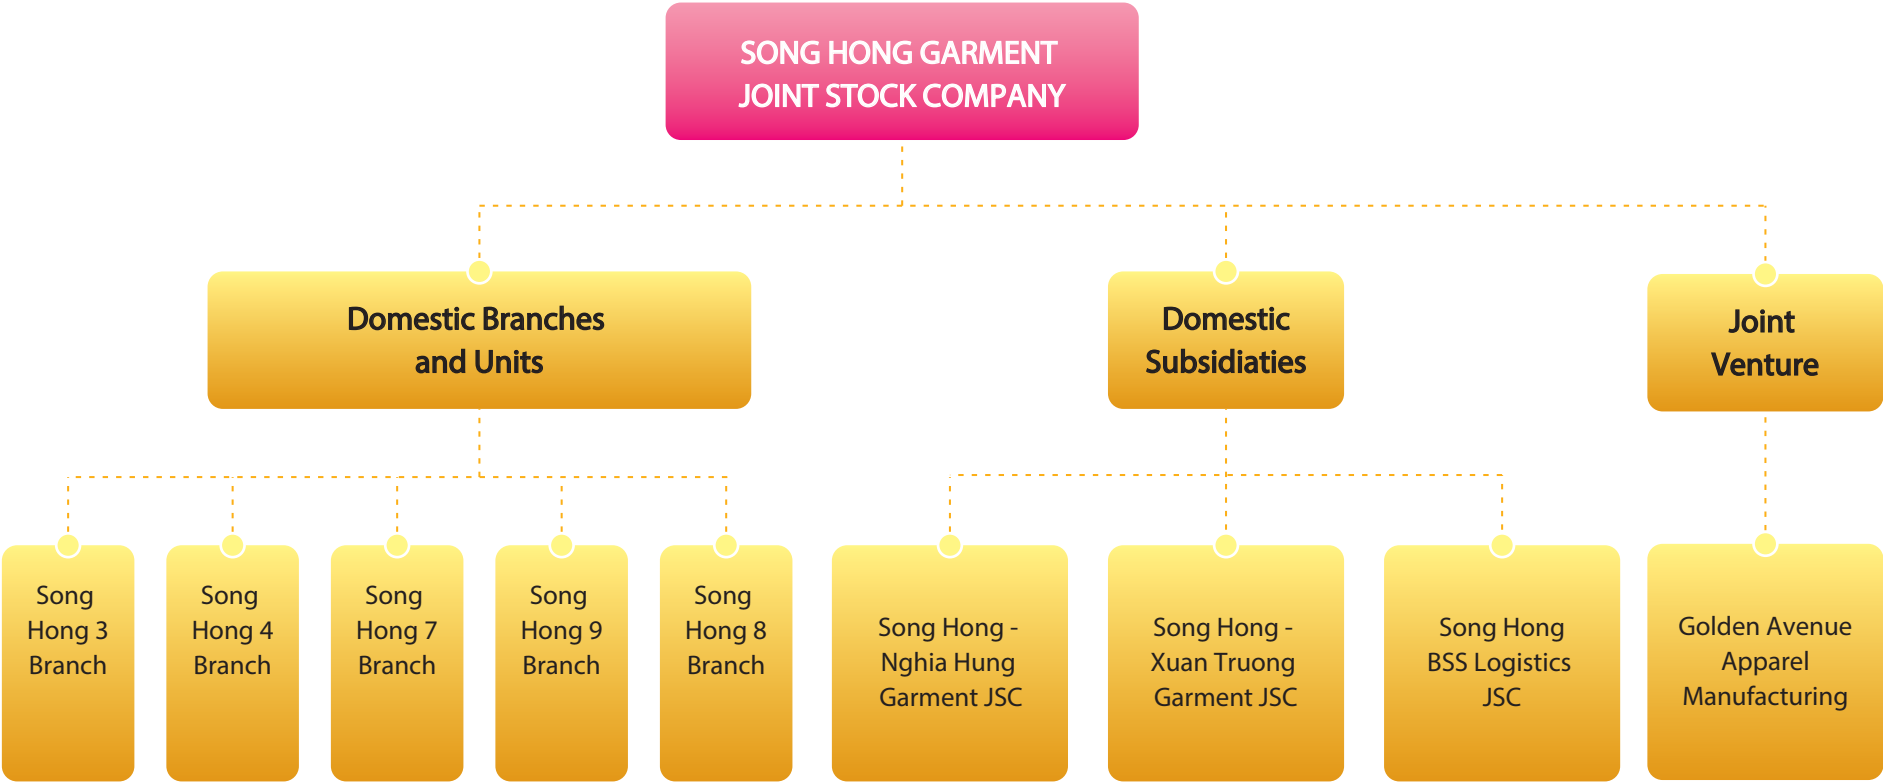 SONG HONG GARMENT
JOINT STOCK COMPANY
Domestic Branches
and Units
Domestic
Subsidiaties
Joint
Venture
Song
Hong 3
Branch
Song
Hong 4
Branch
Song
Hong 7
Branch
Song
Hong 9
Branch
Song
Hong 8
Branch
Song Hong -
Nghia Hung
Garment JSC
Song Hong -
Xuan Truong
Garment JSC
Song Hong
BSS Logistics
JSC
Golden Avenue
Apparel
Manufacturing